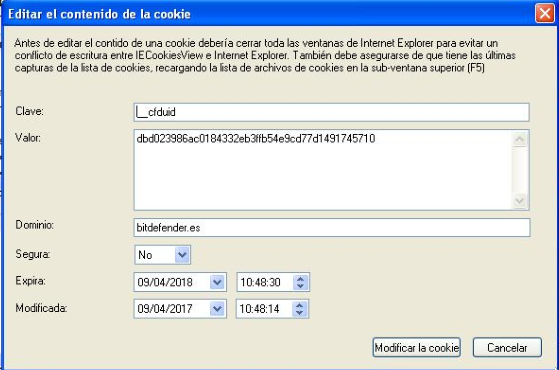 Editar el contenido de la cookie
Antes de editar el contido de una cookie debería cerrar toda las ventanas de Internet Explorer para evitar un
conflicto de escritura entre IECookiesView e Internet Explorer. También debe asegurarse de que tiene las últimas
capturas de la lista de cookies, recargando la lista de archivos de cookies en la sub-ventana superior (F5)
Clave: __cfduid
Valor: dbd023986ac0184332eb3ffb54e9cd77d1491745710
Dominio: bitdefender.es
Segura: No
Expira: 09/04/2018 10:48:30
Modificada: 09/04/2017 10:48:14
Modificar la cookie Cancelar